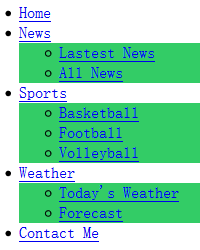 Home
News
Lastest News
All News
Sports
Basketball
Football
Volleyball
Weather
Today's Weather
Forecast
Contact Me